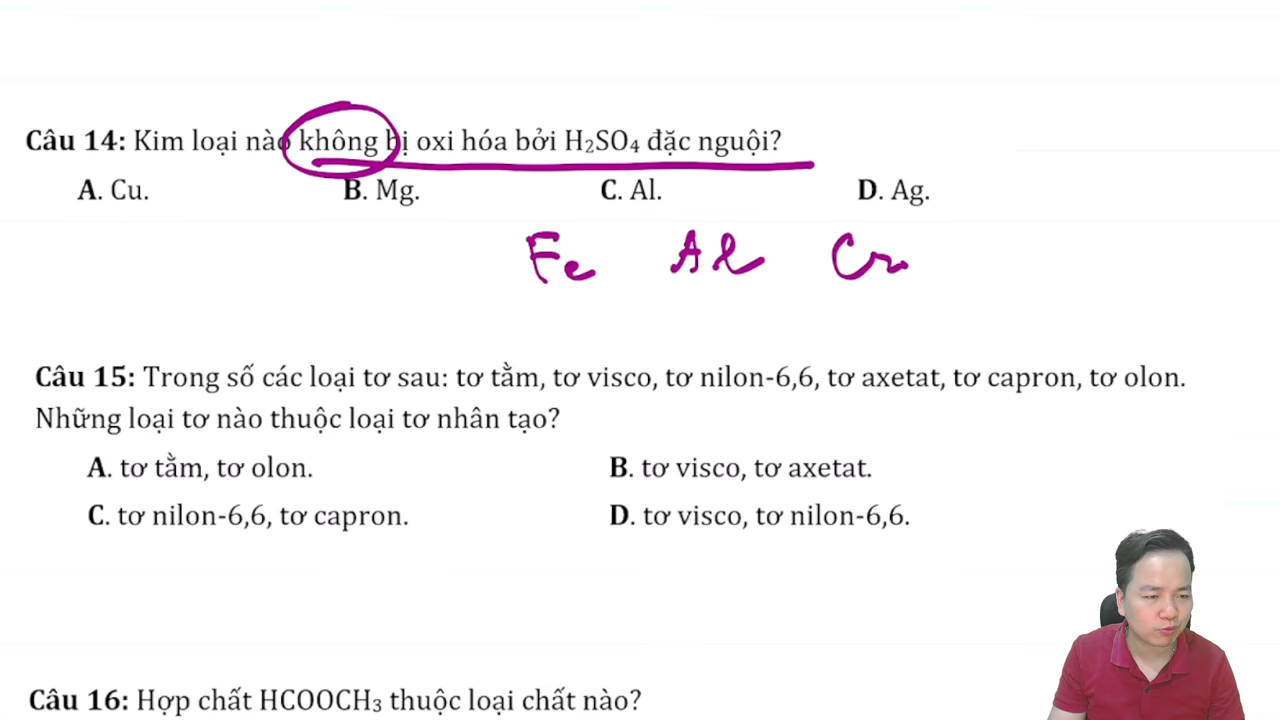 Câu 14: Kim loại nào không bị oxi hóa bởi H₂SO₄ đặc nguội?
A. Cu. B. Mg. C. Al. D. Ag.
Fe Al Cr
Câu 15: Trong số các loại tơ sau: tơ tằm, tơ visco, tơ nilon-6,6, tơ axetat, tơ capron, tơ olon.
Những loại tơ nào thuộc loại tơ nhân tạo?
A. tơ tằm, tơ olon. B. tơ visco, tơ axetat.
C. tơ nilon-6,6, tơ capron. D. tơ visco, tơ nilon-6,6.
Câu 16: Hợp chất HCOOCH₃ thuộc loại chất nào?